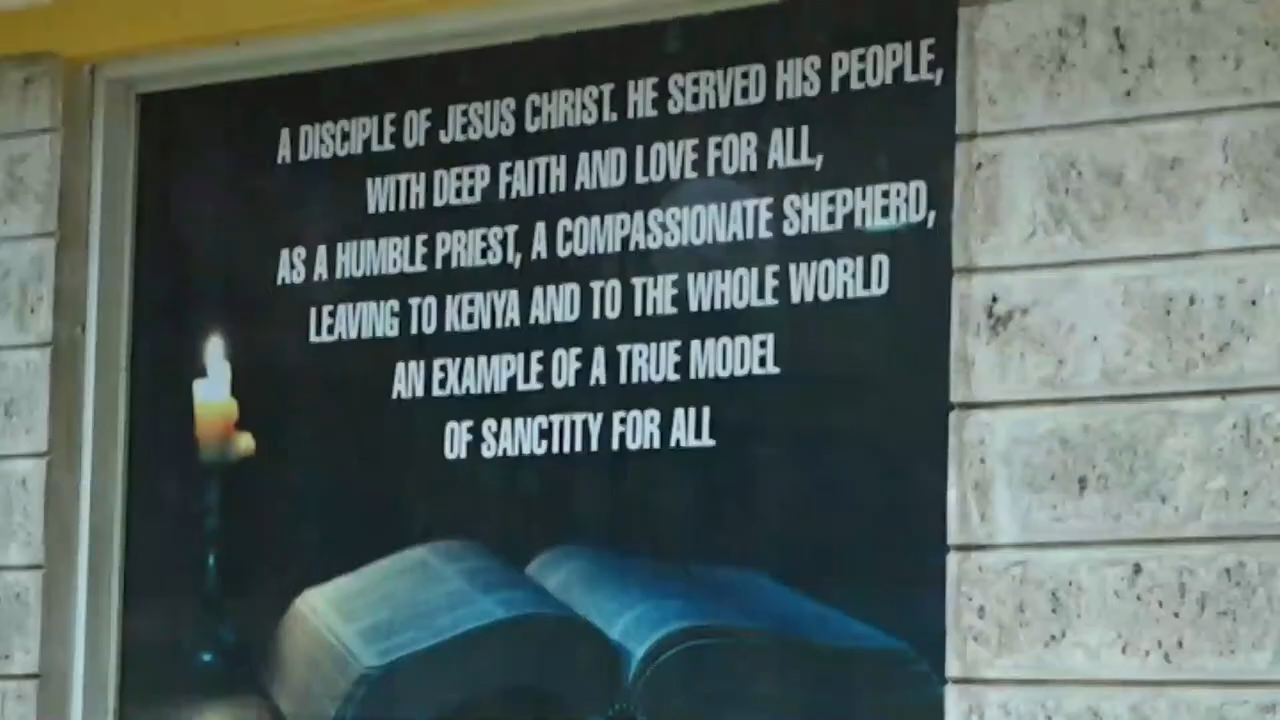 A DISCIPLE OF JESUS CHRIST. HE SERVED HIS PEOPLE,
WITH DEEP FAITH AND LOVE FOR ALL,
AS A HUMBLE PRIEST, A COMPASSIONATE SHEPHERD,
LEAVING TO KENYA AND TO THE WHOLE WORLD
AN EXAMPLE OF A TRUE MODEL
OF SANCTITY FOR ALL